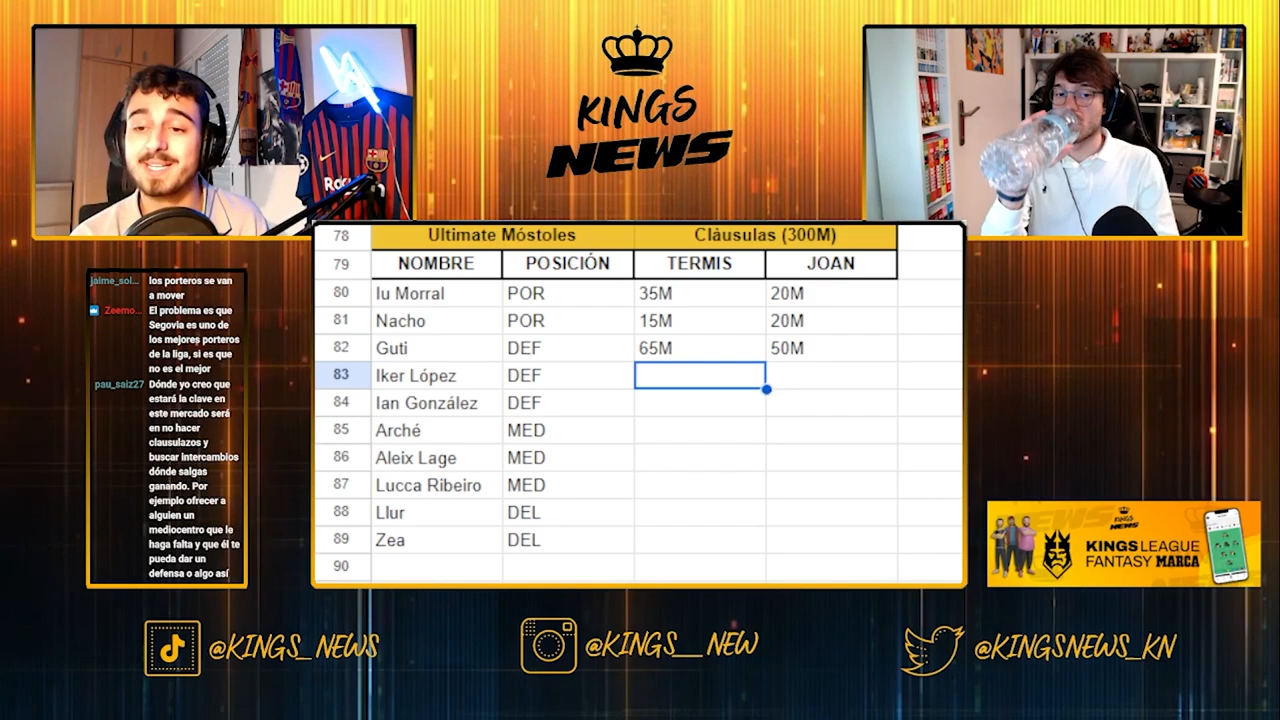 KINGS
NEWS
78 Ultimate Móstoles Cláusulas (300M)
79 NOMBRE POSICIÓN TERMIS JOAN
80 Iu Morral POR 35M 20M
81 Nacho POR 15M 20M
82 Guti DEF 65M 50M
83 Iker López DEF
84 Ian González DEF
85 Arché MED
86 Aleix Lage MED
87 Lucca Ribeiro MED
88 Llur DEL
89 Zea DEL
90
jaime_sol... los porteros se van
a mover
Zeemo... El problema es que
Segovia es uno de
los mejores porteros
de la liga, si es que
no es el mejor
pau_saiz27 Dónde yo creo que
estará la clave en
este mercado será
en no hacer
clausulazos y
buscar intercambios
dónde salgas
ganando. Por
ejemplo ofrecer a
alguien un
mediocentro que le
haga falta y que él te
pueda dar un
defensa o algo así
KINGS
NEWS
KINGS LEAGUE
FANTASY MARCA
@KINGS_NEWS
@KINGS__NEW
@KINGSNEWS_KN